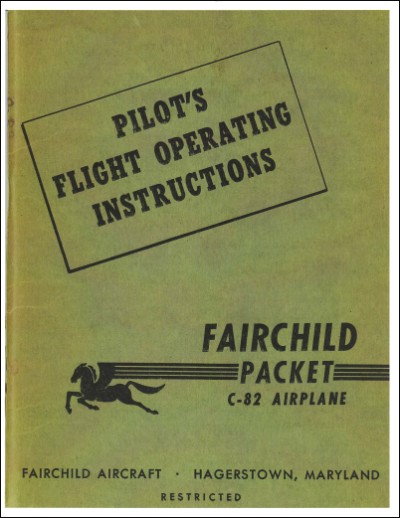 PILOT'S
FLIGHT OPERATING
INSTRUCTIONS
FAIRCHILD
PACKET
C-82 AIRPLANE
FAIRCHILD AIRCRAFT · HAGERSTOWN, MARYLAND
RESTRICTED